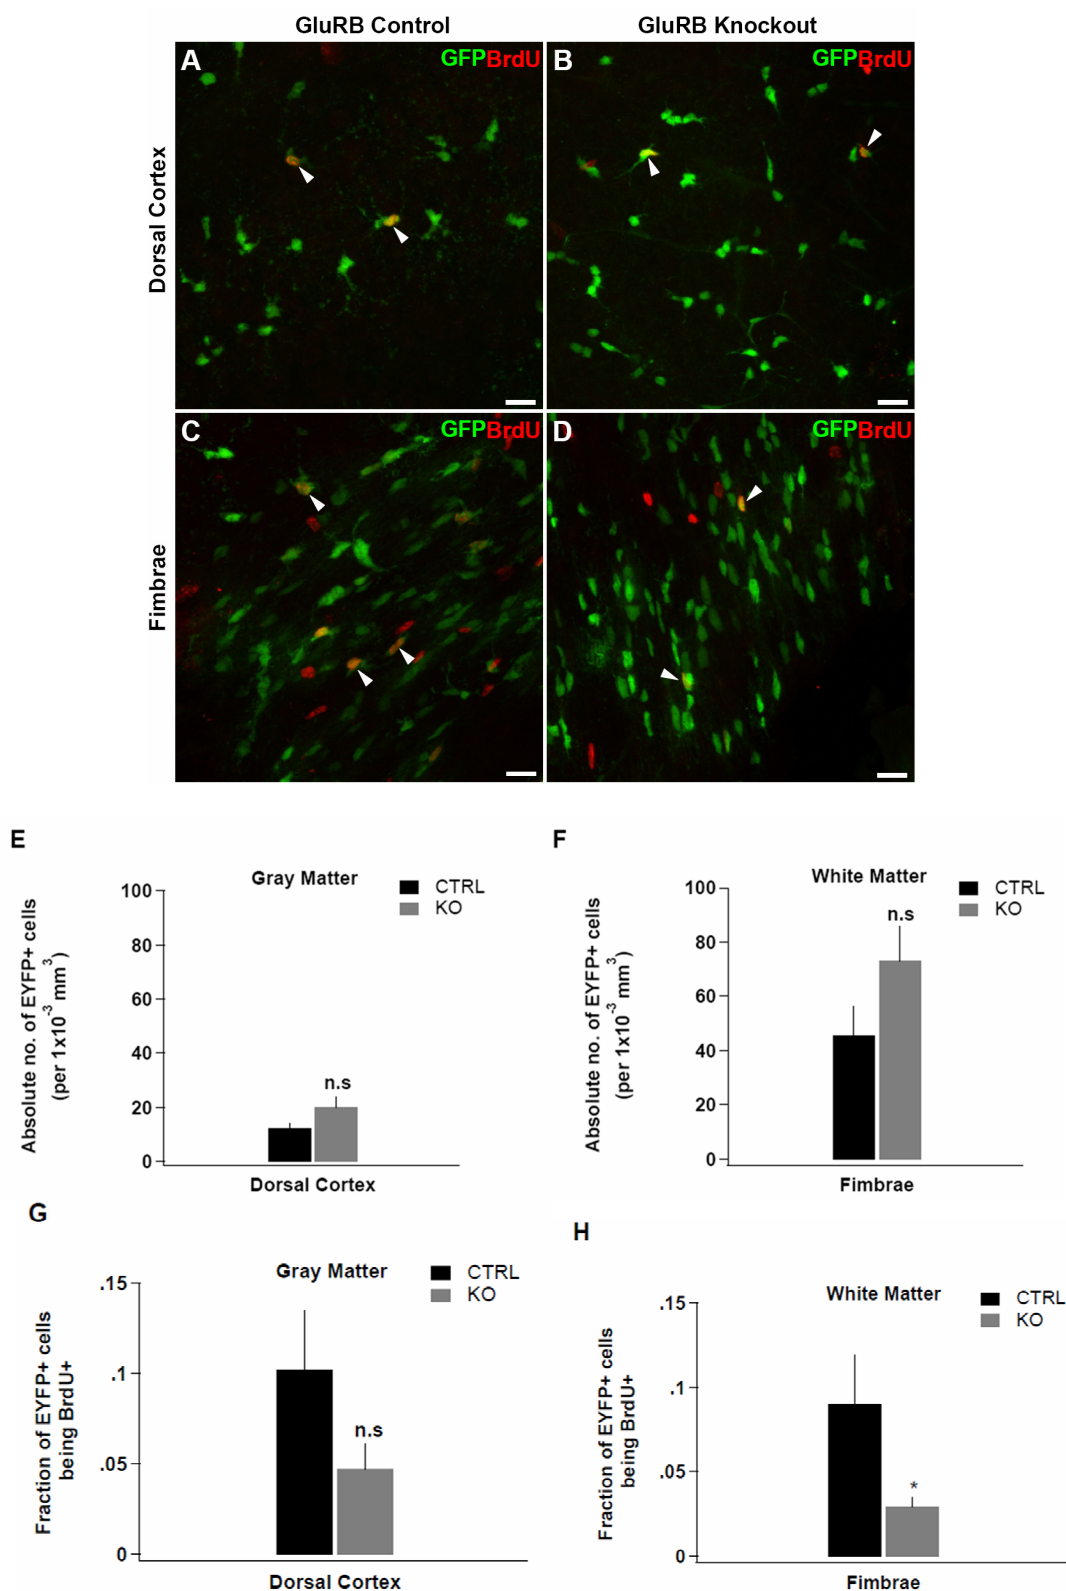 GluRB Control
GluRB Knockout
Dorsal Cortex
A
GFPBrdU
B
GFPBrdU
Fimbrae
C
GFPBrdU
D
GFPBrdU
E
Gray Matter
CTRL
KO
Absolute no. of EYFP+ cells
(per 1x10⁻³ mm³)
100
80
60
40
20
0
n.s
Dorsal Cortex
F
White Matter
CTRL
KO
Absolute no. of EYFP+ cells
(per 1x10⁻³ mm³)
100
80
60
40
20
0
n.s
Fimbrae
G
Gray Matter
CTRL
KO
Fraction of EYFP+ cells
being BrdU+
.15
.1
.05
0
n.s
Dorsal Cortex
H
White Matter
CTRL
KO
Fraction of EYFP+ cells
being BrdU+
.15
.1
.05
0
*
Fimbrae